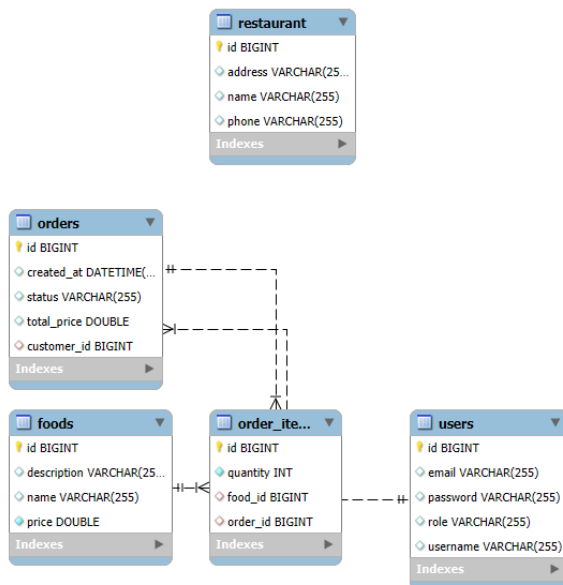 restaurant
id BIGINT
address VARCHAR(25...
name VARCHAR(255)
phone VARCHAR(255)
Indexes
orders
id BIGINT
created_at DATETIME(...
status VARCHAR(255)
total_price DOUBLE
customer_id BIGINT
Indexes
foods
id BIGINT
description VARCHAR(25...
name VARCHAR(255)
price DOUBLE
Indexes
order_ite...
id BIGINT
quantity INT
food_id BIGINT
order_id BIGINT
Indexes
users
id BIGINT
email VARCHAR(255)
password VARCHAR(255)
role VARCHAR(255)
username VARCHAR(255)
Indexes